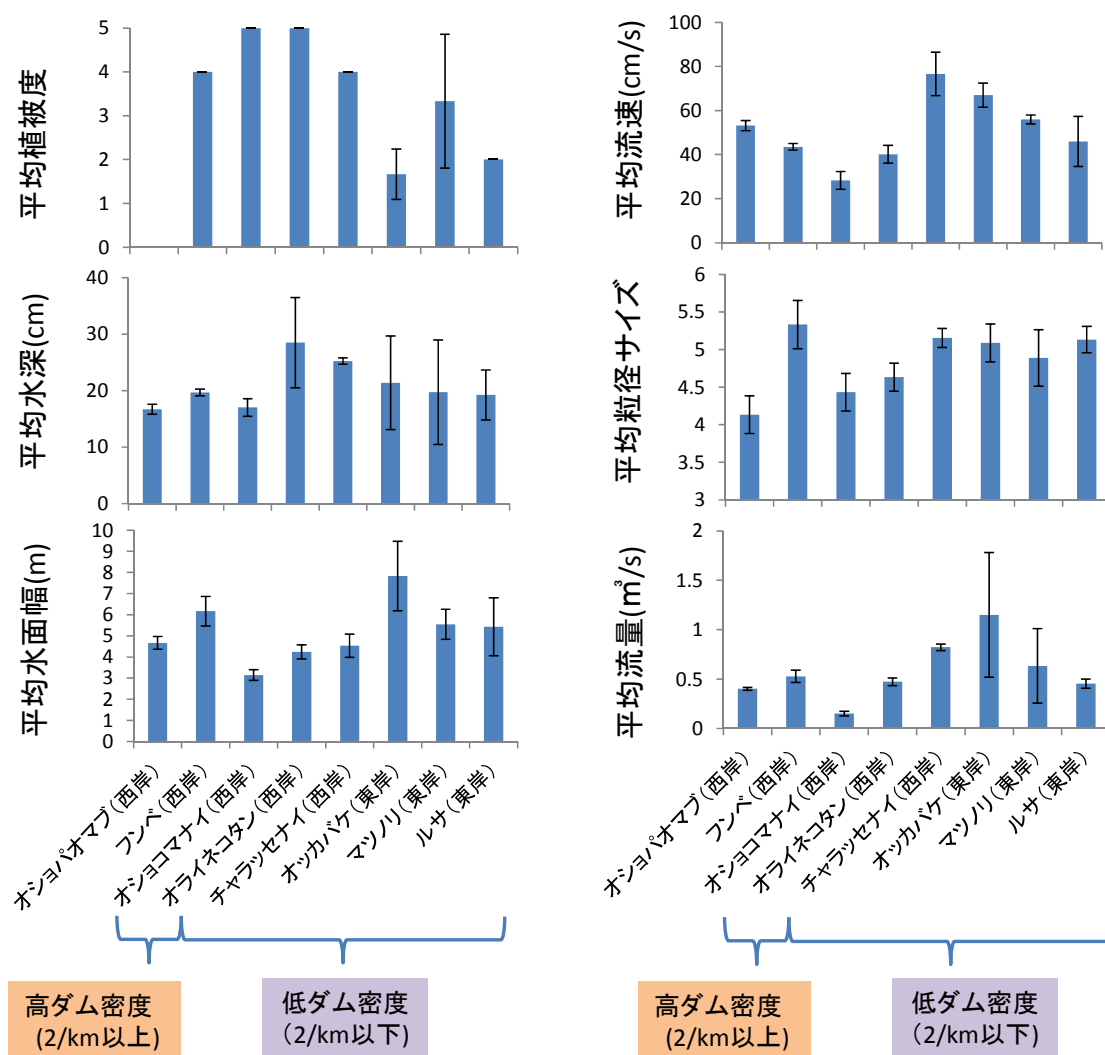 平均植被度
5
4
3
2
1
0
平均水深(cm)
40
30
20
10
0
平均水面幅(m)
10
9
8
7
6
5
4
3
2
1
0
オショパオマブ(西岸)
フンベ(西岸)
オショコマナイ(西岸)
オライネコタン(西岸)
チャラッセナイ(西岸)
オッカバケ(東岸)
マツノリ(東岸)
ルサ(東岸)
高ダム密度
(2/km以上)
低ダム密度
(2/km以下)
平均流速(cm/s)
100
80
60
40
20
0
平均粒径サイズ
6
5.5
5
4.5
4
3.5
3
平均流量(㎥/s)
2
1.5
1
0.5
0
オショパオマブ(西岸)
フンベ(西岸)
オショコマナイ(西岸)
オライネコタン(西岸)
チャラッセナイ(西岸)
オッカバケ(東岸)
マツノリ(東岸)
ルサ(東岸)
高ダム密度
(2/km以上)
低ダム密度
(2/km以下)